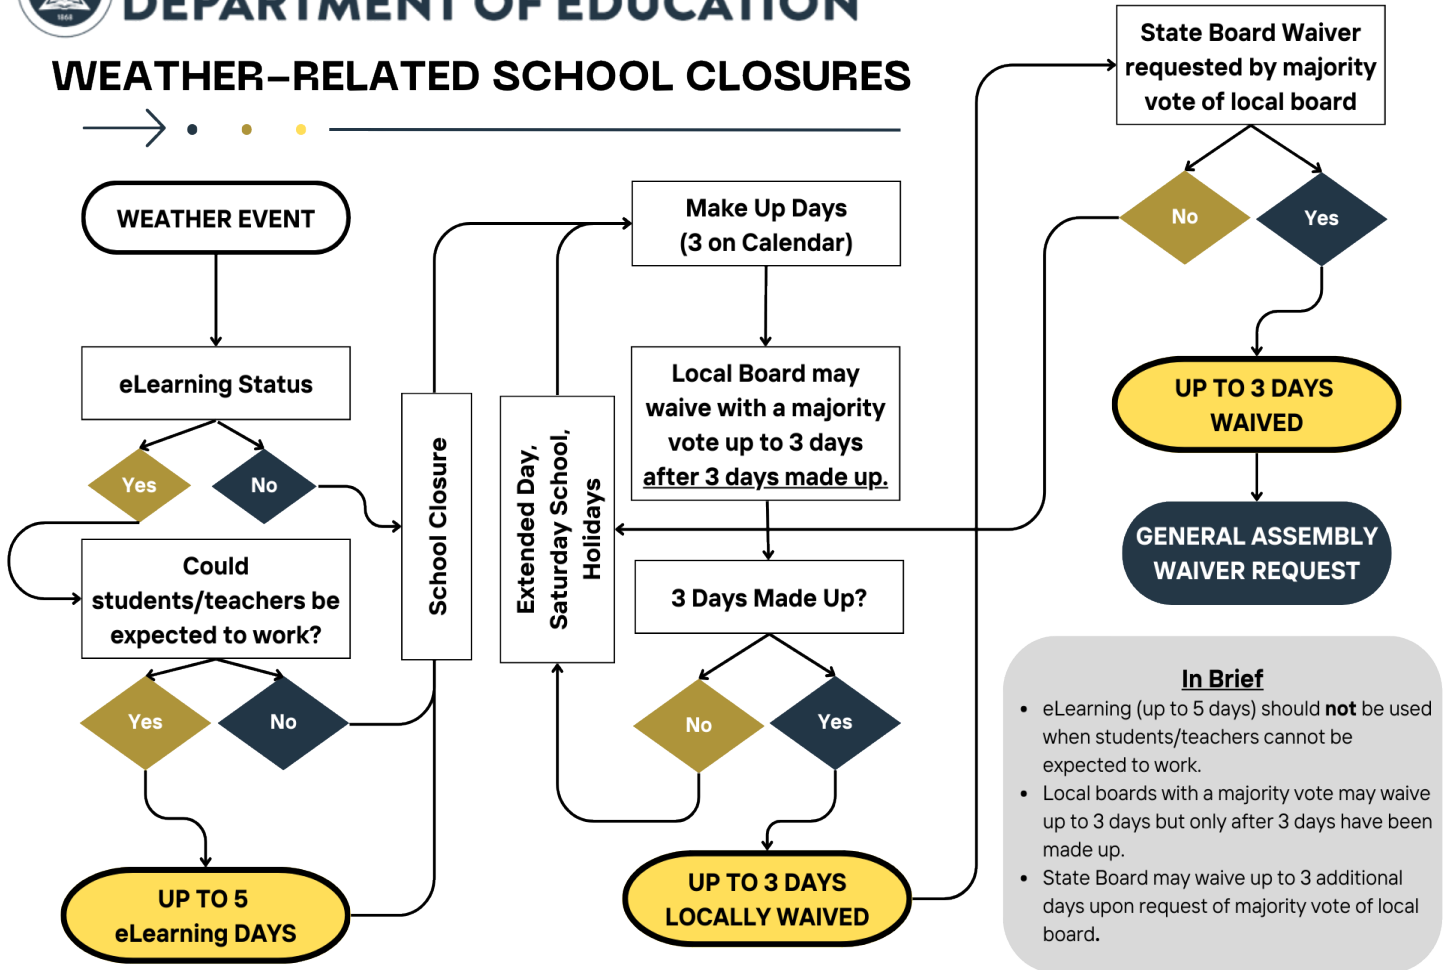 1868
DEPARTMENT OF EDUCATION
WEATHER–RELATED SCHOOL CLOSURES
WEATHER EVENT
eLearning Status
Yes
No
Could
students/teachers be
expected to work?
Yes
No
UP TO 5
eLearning DAYS
School Closure
Extended Day,
Saturday School,
Holidays
Make Up Days
(3 on Calendar)
Local Board may
waive with a majority
vote up to 3 days
after 3 days made up.
3 Days Made Up?
No
Yes
UP TO 3 DAYS
LOCALLY WAIVED
State Board Waiver
requested by majority
vote of local board
No
Yes
UP TO 3 DAYS
WAIVED
GENERAL ASSEMBLY
WAIVER REQUEST
In Brief
• eLearning (up to 5 days) should not be used
when students/teachers cannot be
expected to work.
• Local boards with a majority vote may waive
up to 3 days but only after 3 days have been
made up.
• State Board may waive up to 3 additional
days upon request of majority vote of local
board.